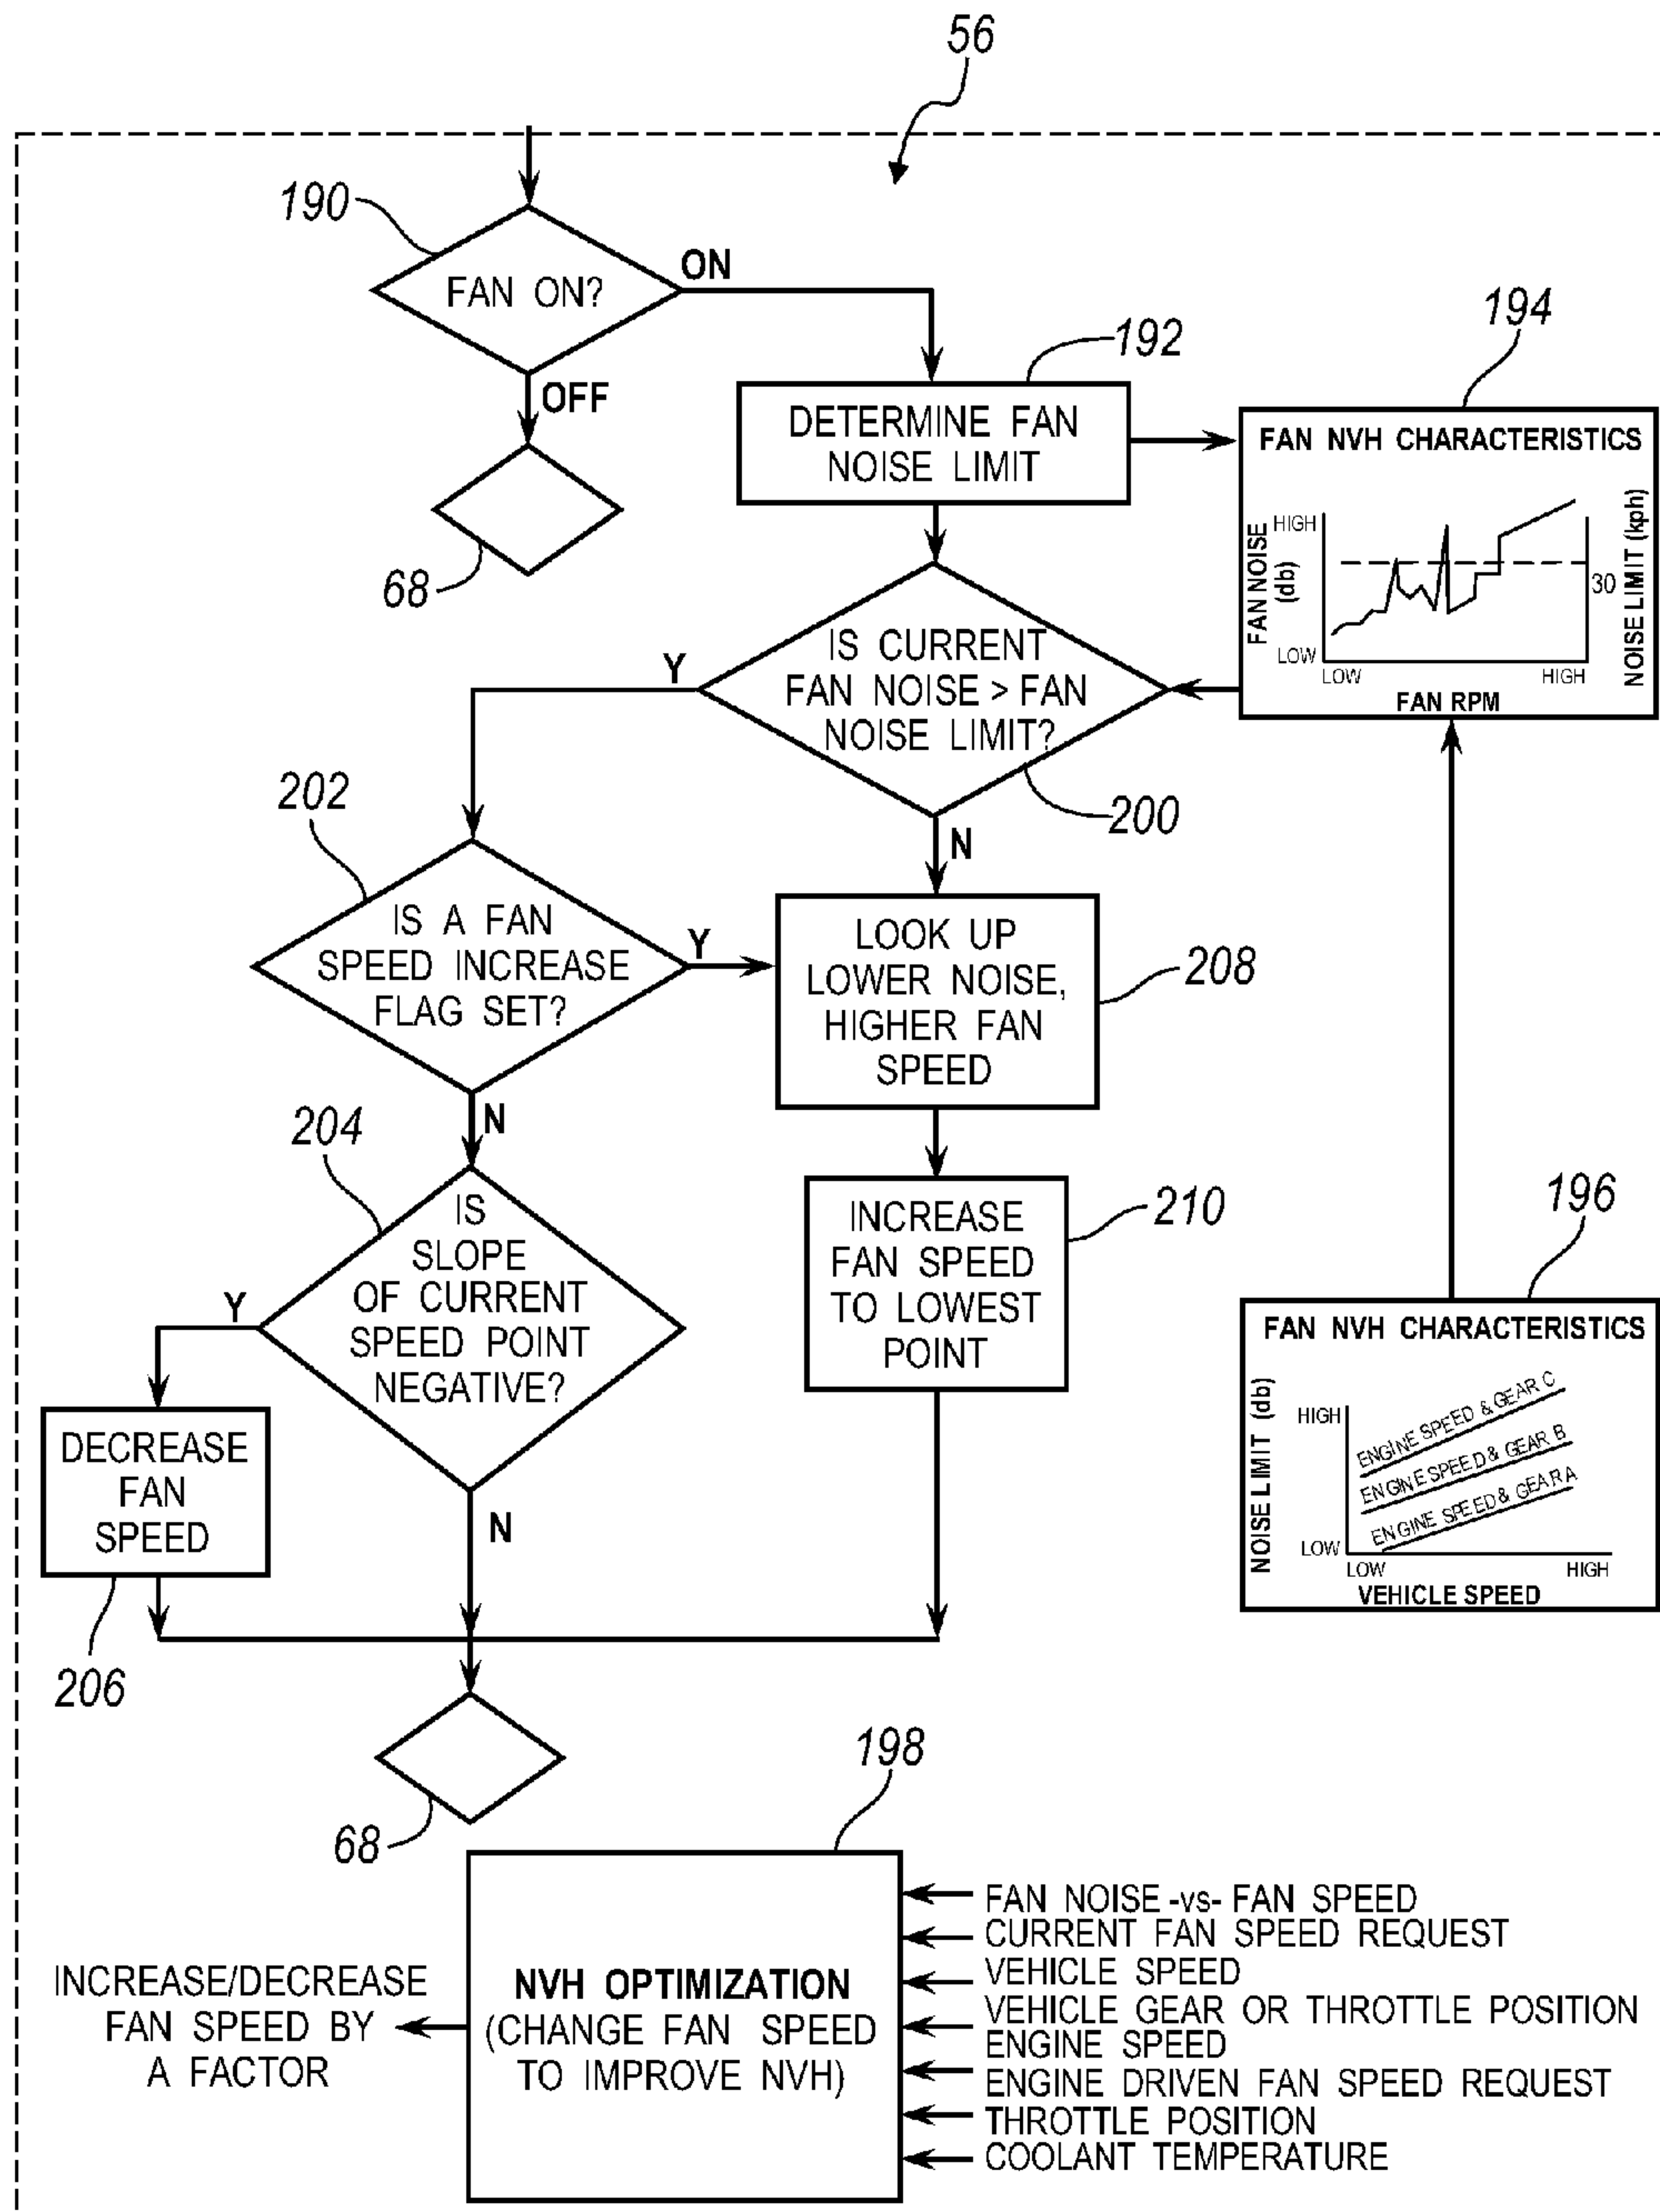 56
190
FAN ON?
ON
OFF
68
192
DETERMINE FAN
NOISE LIMIT
194
FAN NVH CHARACTERISTICS
FAN NOISE
(db)
HIGH
LOW
LOW
HIGH
FAN RPM
30
NOISE LIMIT (kph)
IS CURRENT
FAN NOISE > FAN
NOISE LIMIT?
Y
N
200
202
IS A FAN
SPEED INCREASE
FLAG SET?
Y
N
LOOK UP
LOWER NOISE,
HIGHER FAN
SPEED
208
204
IS
SLOPE
OF CURRENT
SPEED POINT
NEGATIVE?
Y
N
INCREASE
FAN SPEED
TO LOWEST
POINT
210
DECREASE
FAN
SPEED
206
196
FAN NVH CHARACTERISTICS
NOISE LIMIT (db)
HIGH
LOW
ENGINE SPEED & GEAR C
ENGINE SPEED & GEAR B
ENGINE SPEED & GEAR A
LOW
HIGH
VEHICLE SPEED
68
198
NVH OPTIMIZATION
(CHANGE FAN SPEED
TO IMPROVE NVH)
INCREASE/DECREASE
FAN SPEED BY
A FACTOR
FAN NOISE -vs- FAN SPEED
CURRENT FAN SPEED REQUEST
VEHICLE SPEED
VEHICLE GEAR OR THROTTLE POSITION
ENGINE SPEED
ENGINE DRIVEN FAN SPEED REQUEST
THROTTLE POSITION
COOLANT TEMPERATURE